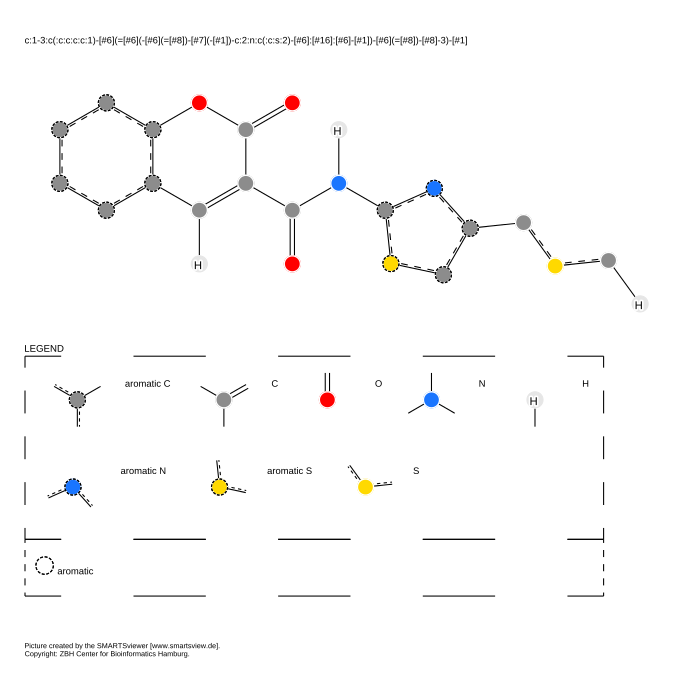 c:1-3:c(:c:c:c:c:1)-[#6](=[#6](-[#6](=[#8])-[#7](-[#1])-c:2:n:c(:c:s:2)-[#6]:[#16]:[#6]-[#1])-[#6](=[#8])-[#8]-3)-[#1]
H
H
H
LEGEND
aromatic C C O N H
H
aromatic N aromatic S S
aromatic
Picture created by the SMARTSviewer [www.smartsview.de].
Copyright: ZBH Center for Bioinformatics Hamburg.